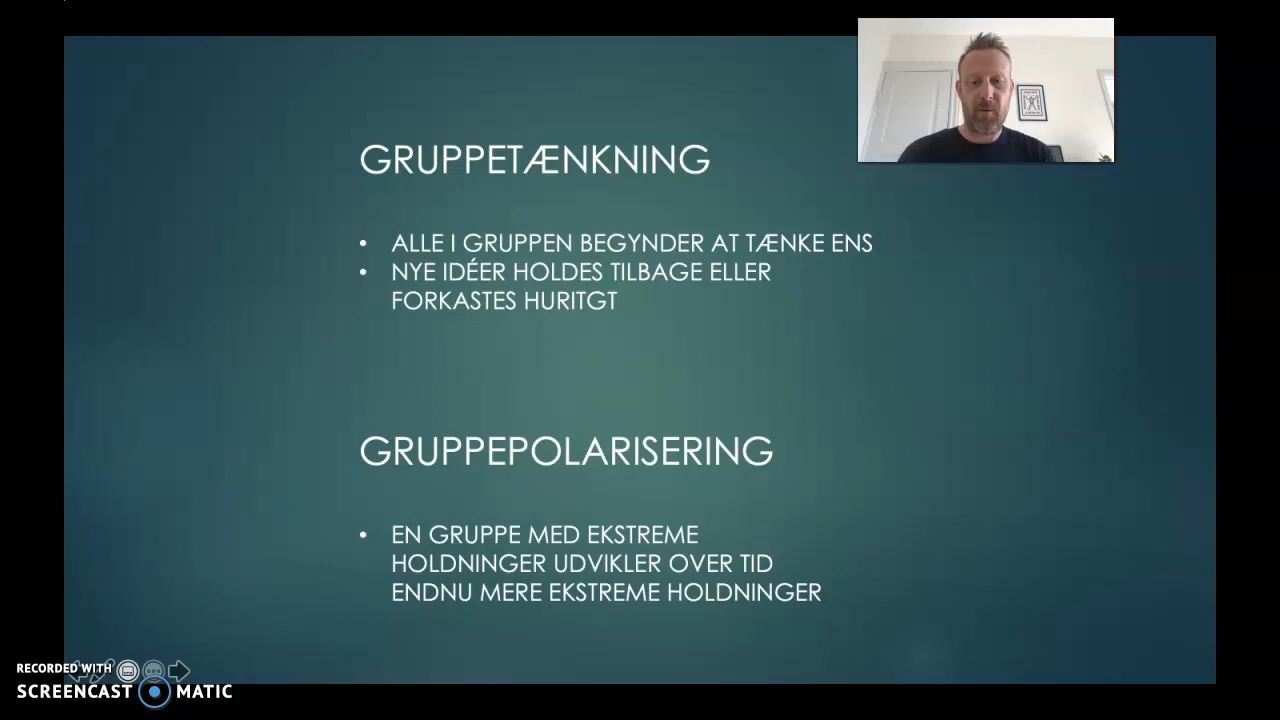 GRUPPETÆNKNING
• ALLE I GRUPPEN BEGYNDER AT TÆNKE ENS
• NYE IDÉER HOLDES TILBAGE ELLER
FORKASTES HURITGT
GRUPPEPOLARISERING
• EN GRUPPE MED EKSTREME
HOLDNINGER UDVIKLER OVER TID
ENDNU MERE EKSTREME HOLDNINGER
RECORDED WITH
SCREENCAST MATIC